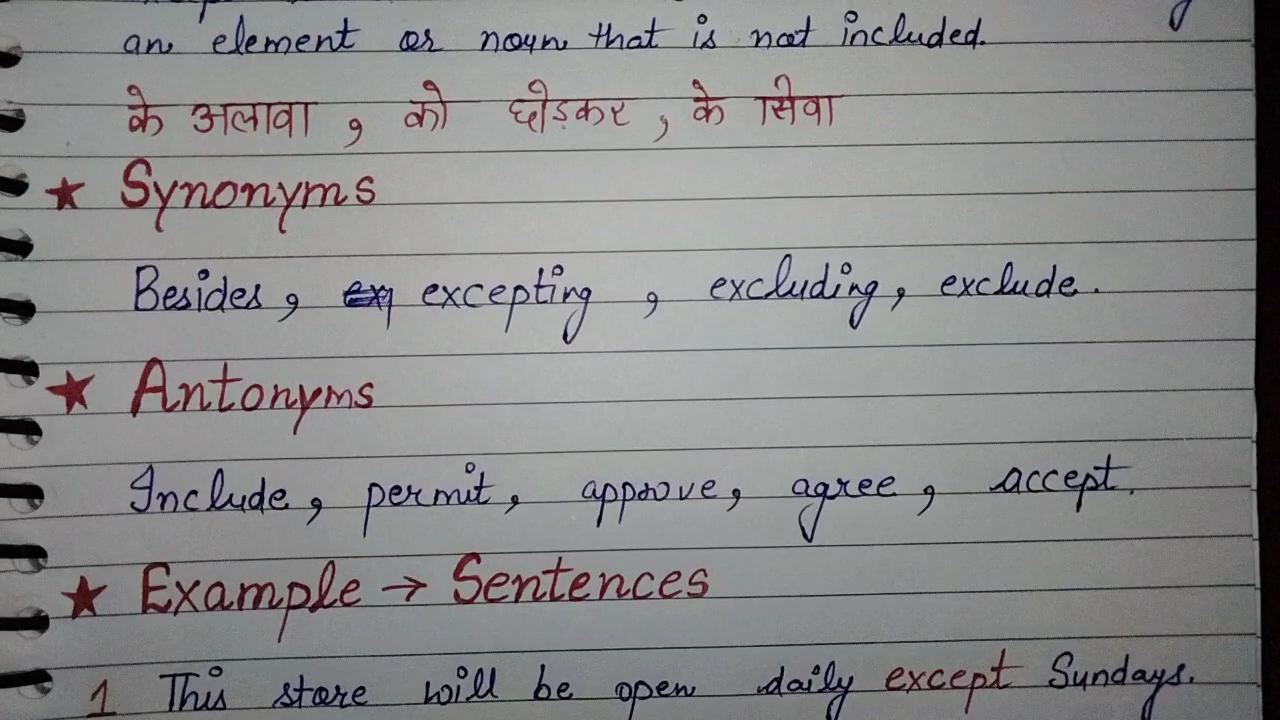 an element or noun that is not included.
के अलावा, को छोड़कर, के सिवा
★ Synonyms
Besides, excepting, excluding, exclude.
★ Antonyms
Include, permit, approve, agree, accept.
★ Example → Sentences
1 This store will be open daily except Sundays.